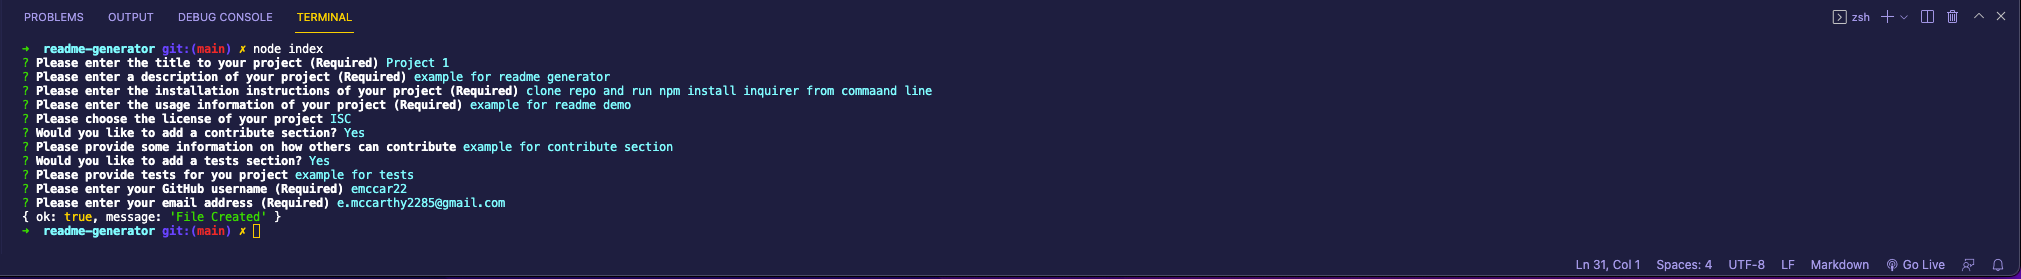 PROBLEMS OUTPUT DEBUG CONSOLE TERMINAL zsh
➜ readme-generator git:(main) ✗ node index
? Please enter the title to your project (Required) Project 1
? Please enter a description of your project (Required) example for readme generator
? Please enter the installation instructions of your project (Required) clone repo and run npm install inquirer from commaand line
? Please enter the usage information of your project (Required) example for readme demo
? Please choose the license of your project ISC
? Would you like to add a contribute section? Yes
? Please provide some information on how others can contribute example for contribute section
? Would you like to add a tests section? Yes
? Please provide tests for you project example for tests
? Please enter your GitHub username (Required) emccar22
? Please enter your email address (Required) e.mccarthy2285@gmail.com
{ ok: true, message: 'File Created' }
➜ readme-generator git:(main) ✗
Ln 31, Col 1 Spaces: 4 UTF-8 LF Markdown Go Live